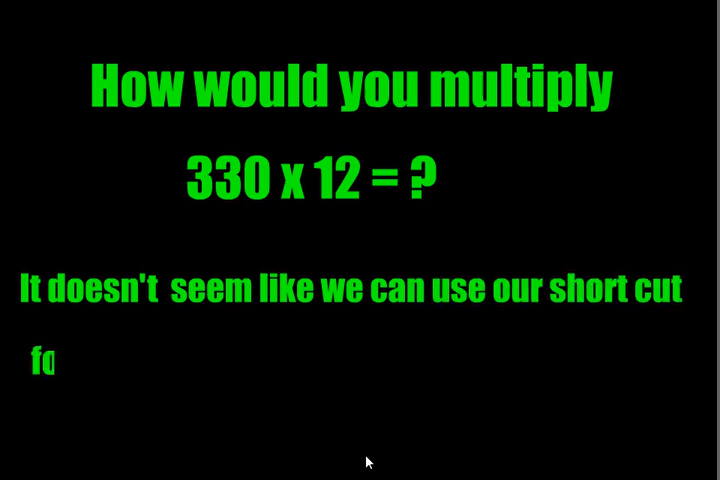 How would you multiply
330 x 12 = ?
It doesn't  seem like we can use our short cut